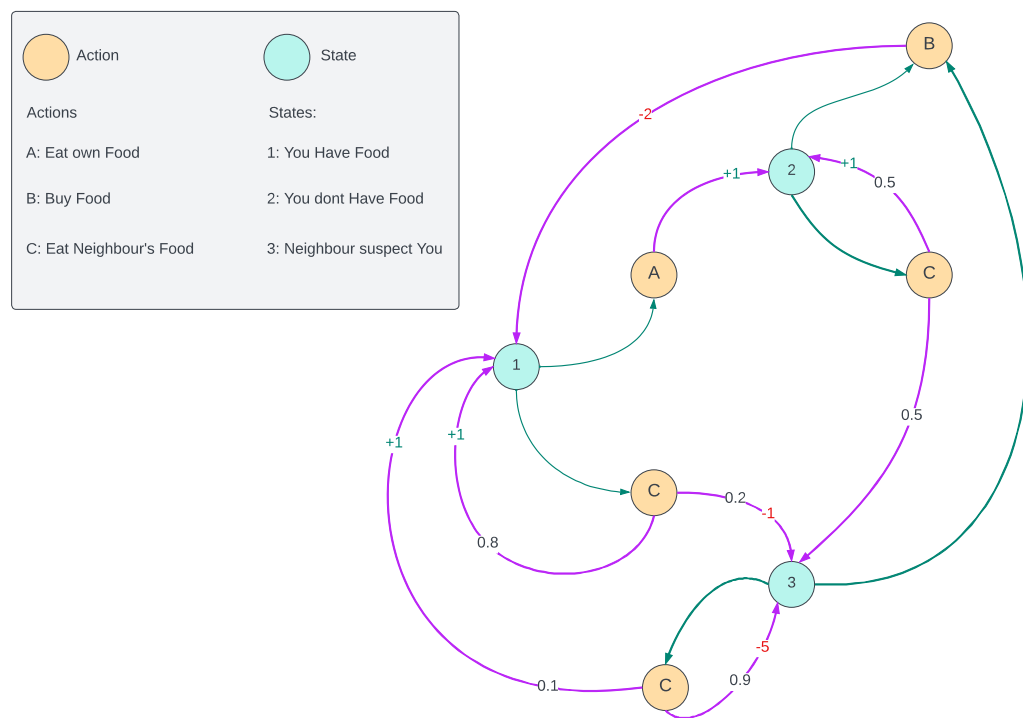 Action State
Actions States:
A: Eat own Food 1: You Have Food
B: Buy Food 2: You dont Have Food
C: Eat Neighbour's Food 3: Neighbour suspect You
B
-2
+1
2
+1
0.5
A
C
1
0.5
+1
+1
C
0.2
-1
0.8
3
-5
0.9
0.1
C